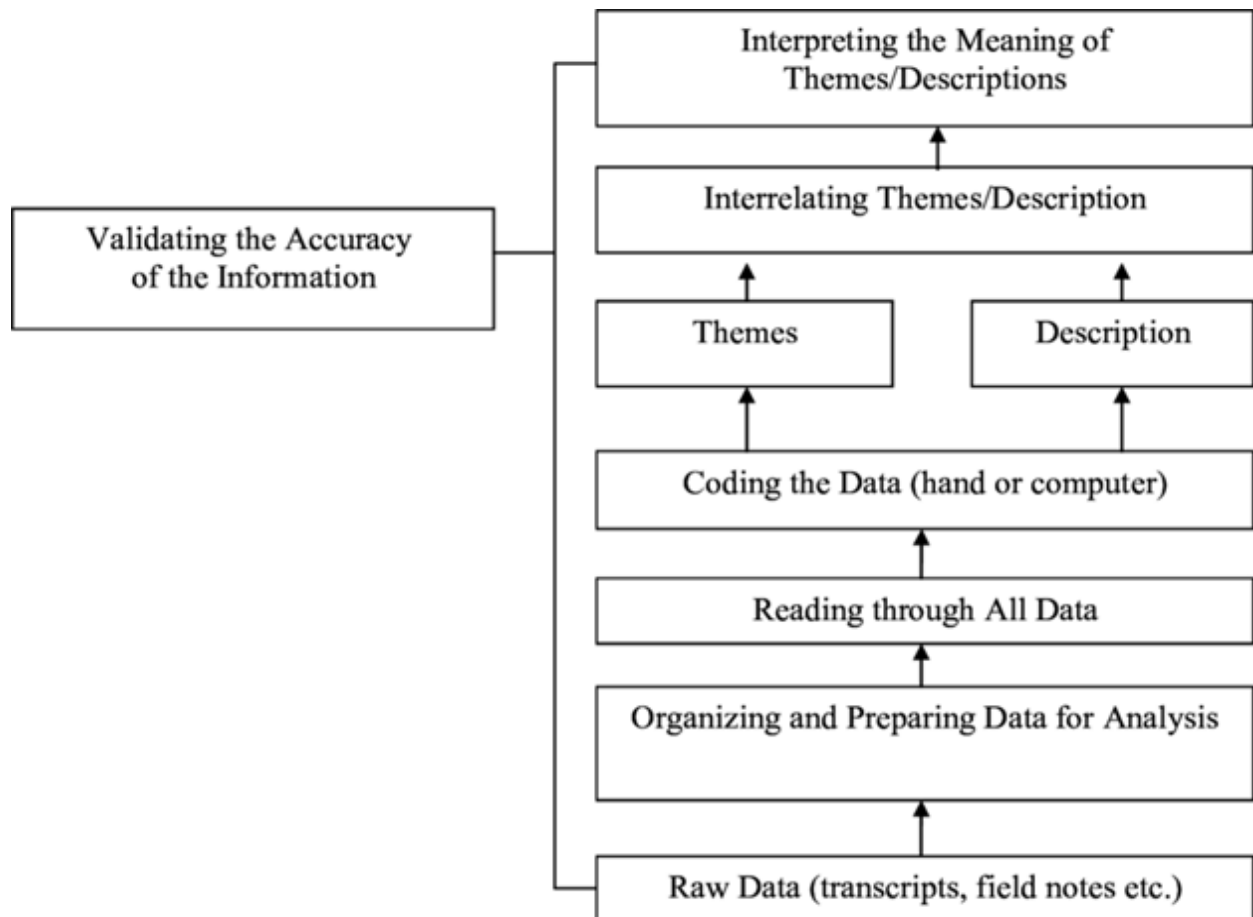 Interpreting the Meaning of
Themes/Descriptions
Interrelating Themes/Description
Validating the Accuracy
of the Information
Themes
Description
Coding the Data (hand or computer)
Reading through All Data
Organizing and Preparing Data for Analysis
Raw Data (transcripts, field notes etc.)